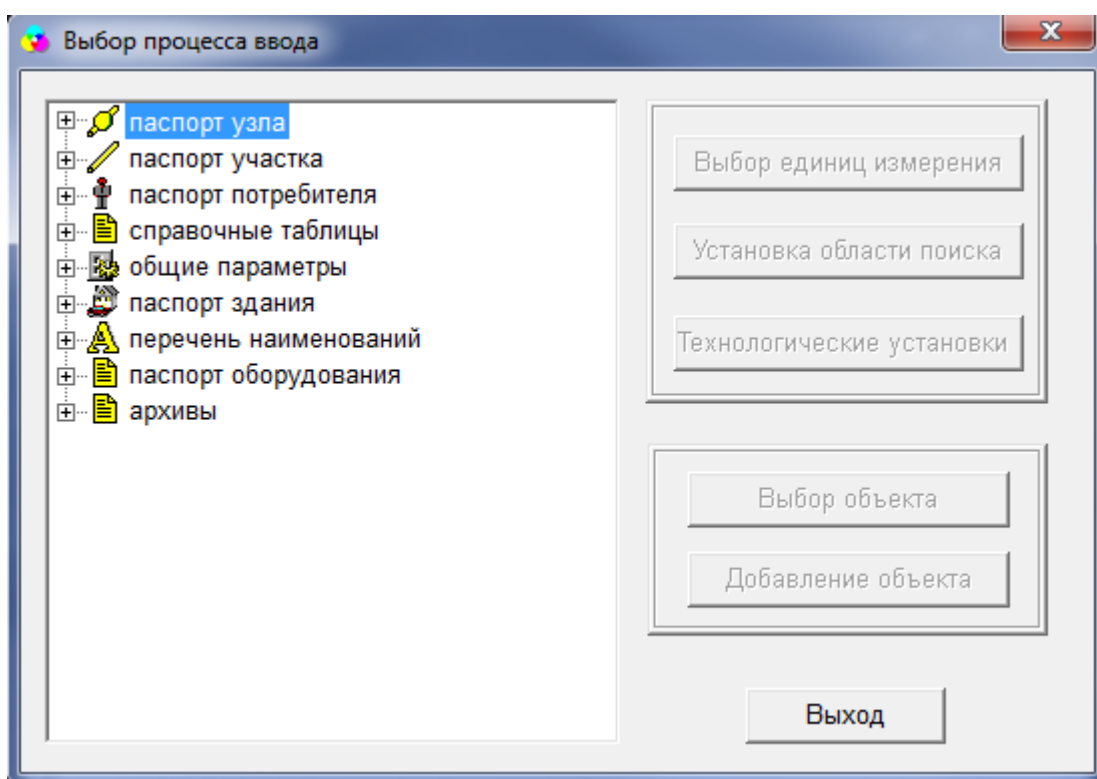 Выбор процесса ввода
паспорт узла
паспорт участка
паспорт потребителя
справочные таблицы
общие параметры
паспорт здания
перечень наименований
паспорт оборудования
архивы
Выбор единиц измерения
Установка области поиска
Технологические установки
Выбор объекта
Добавление объекта
Выход